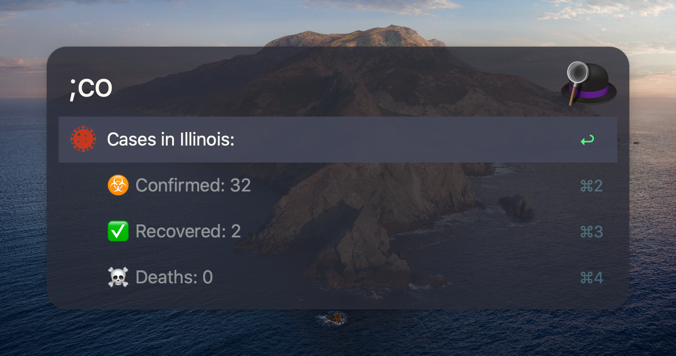 ;co
Cases in Illinois:
Confirmed: 32 ⌘2
Recovered: 2 ⌘3
Deaths: 0 ⌘4